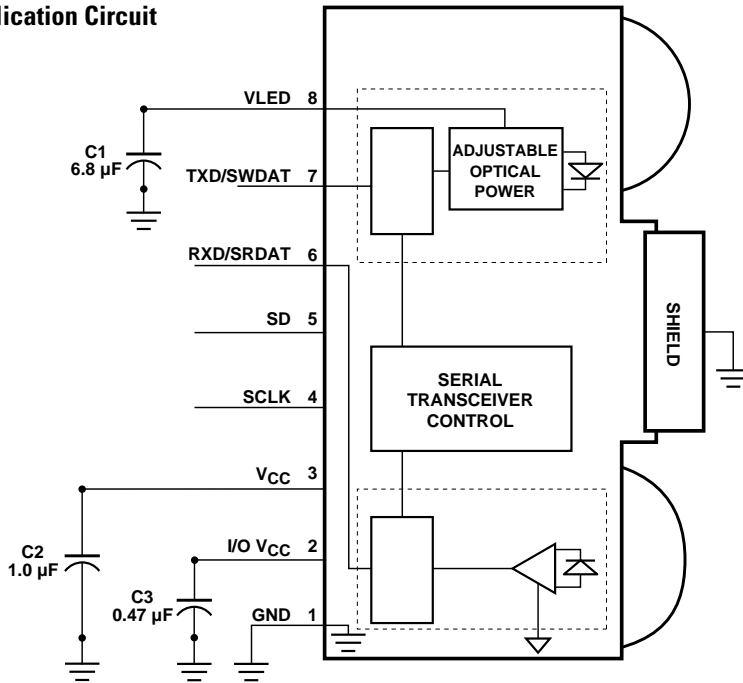 lication Circuit
VLED 8
C1
6.8 µF
TXD/SWDAT 7
ADJUSTABLE
OPTICAL
POWER
RXD/SRDAT 6
SD 5
SHIELD
SCLK 4
SERIAL
TRANSCEIVER
CONTROL
VCC 3
C2
1.0 µF
I/O VCC 2
C3
0.47 µF
GND 1